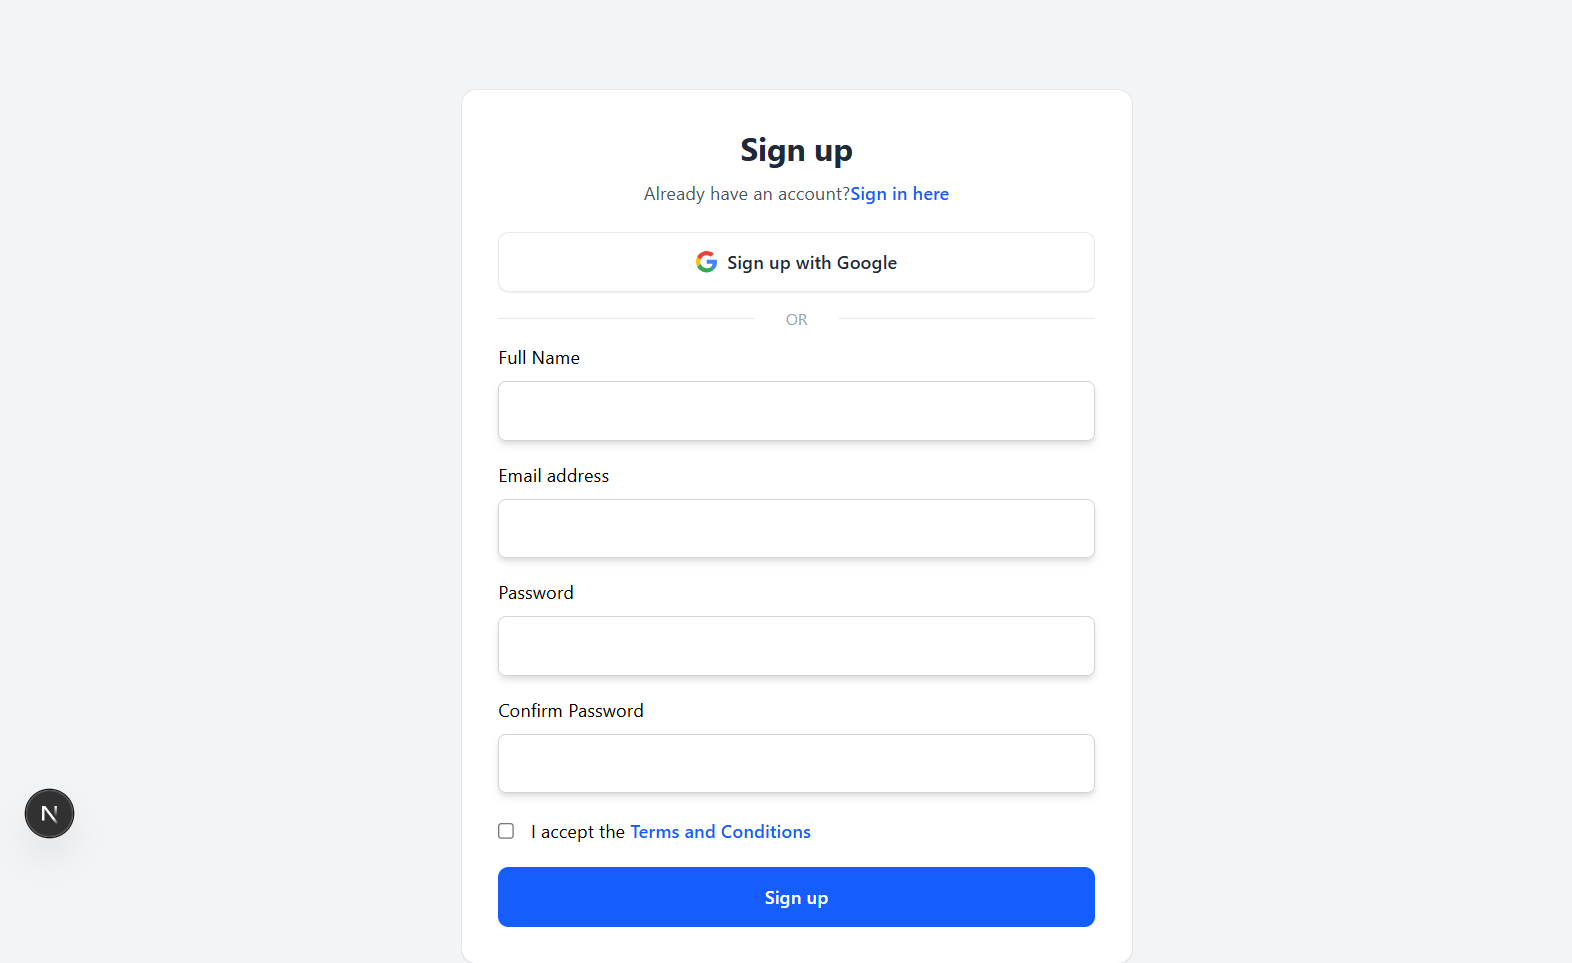 Sign up
Already have an account?Sign in here
Sign up with Google
OR
Full Name
Email address
Password
Confirm Password
N
I accept the Terms and Conditions
Sign up